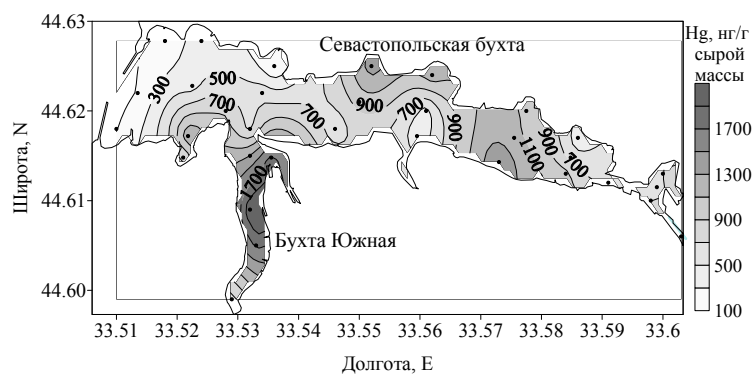 44.63
44.62
44.61
44.60
Широта, N
Севастопольская бухта
Бухта Южная
300
500
700
700
900
700
900
1100
900
700
1700
33.51 33.52 33.53 33.54 33.55 33.56 33.57 33.58 33.59 33.6
Долгота, E
Hg, нг/г
сырой
массы
1700
1300
900
500
100